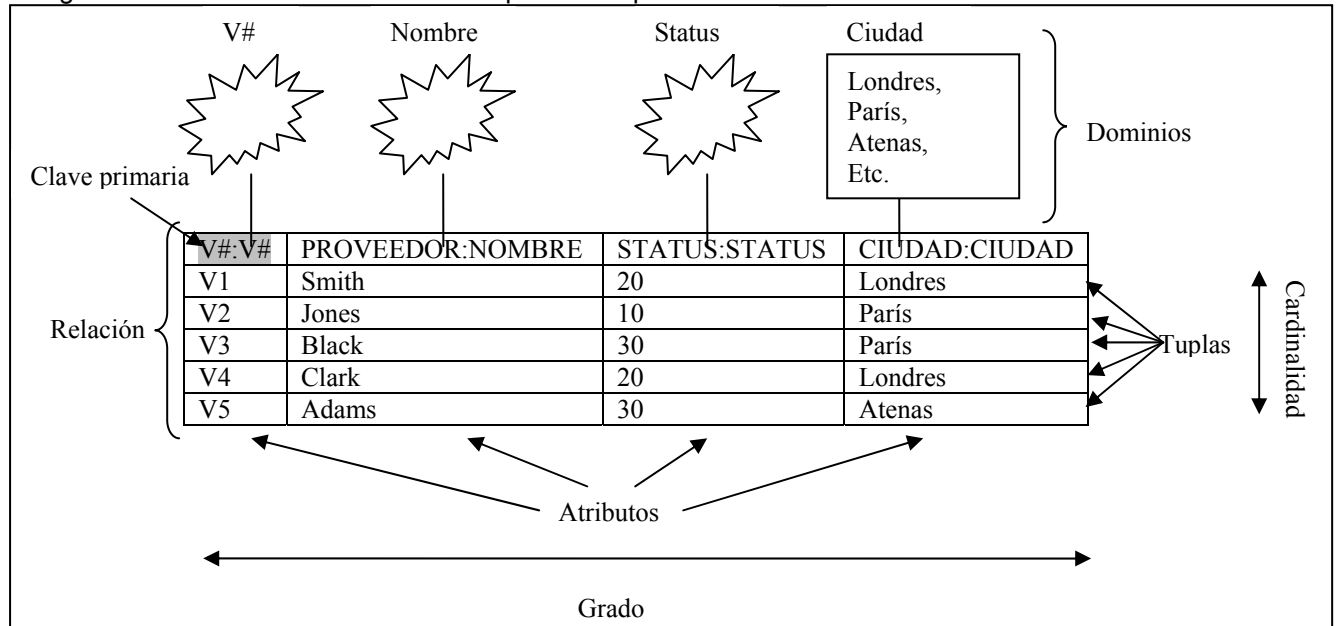 V# Nombre Status Ciudad
Londres,
París,
Atenas,
Etc.
Dominios
Clave primaria
V#:V# PROVEEDOR:NOMBRE STATUS:STATUS CIUDAD:CIUDAD
V1 Smith 20 Londres
V2 Jones 10 París
V3 Black 30 París
V4 Clark 20 Londres
V5 Adams 30 Atenas
Relación
Tuplas
Cardinalidad
Atributos
Grado